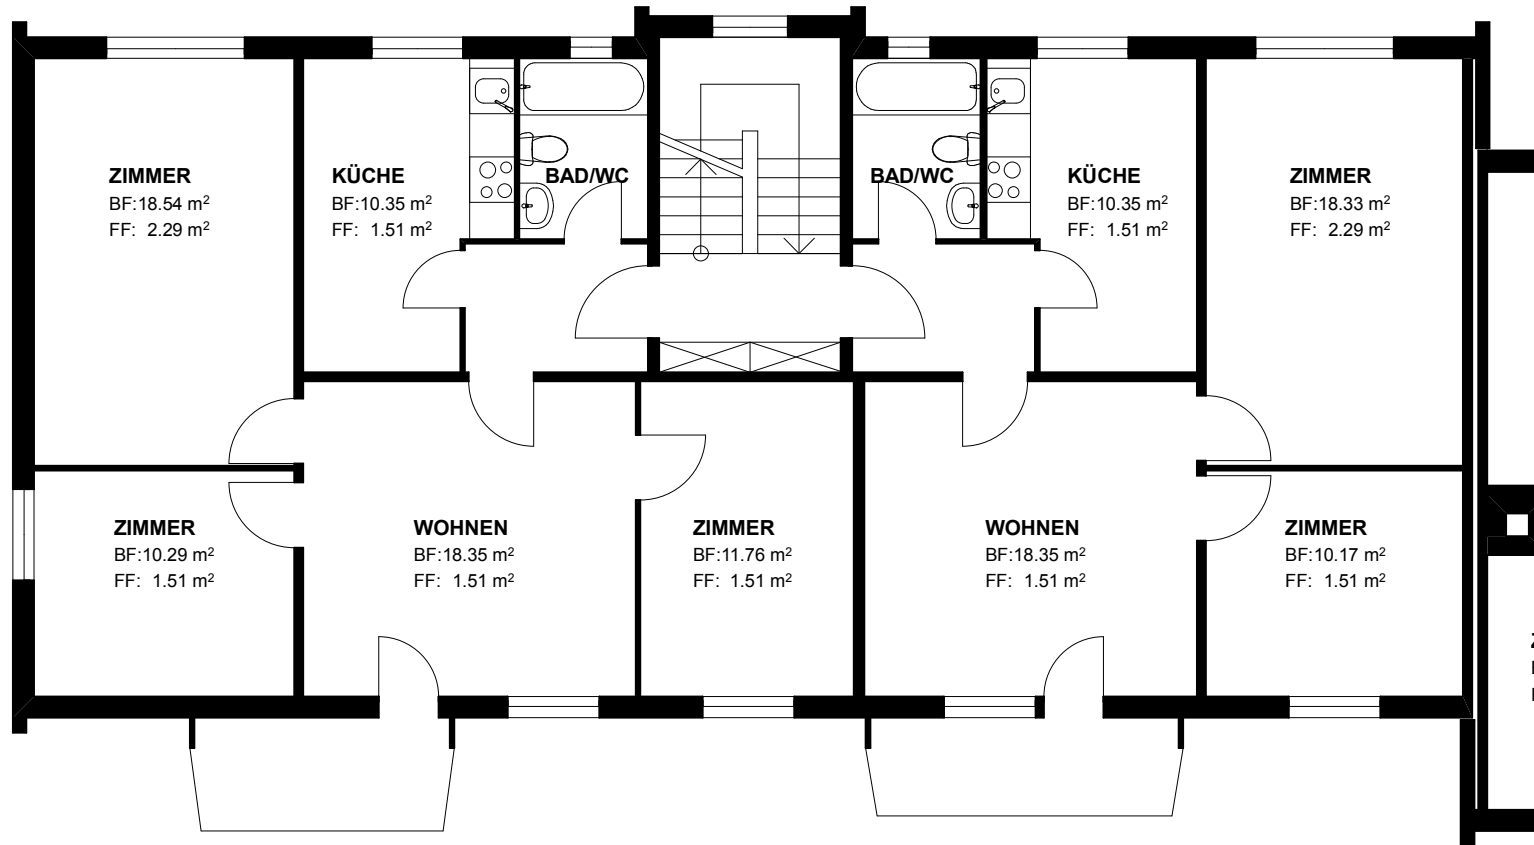 ZIMMER
BF:18.54 m²
FF: 2.29 m²
KÜCHE
BF:10.35 m²
FF: 1.51 m²
BAD/WC
BAD/WC
KÜCHE
BF:10.35 m²
FF: 1.51 m²
ZIMMER
BF:18.33 m²
FF: 2.29 m²
ZIMMER
BF:10.29 m²
FF: 1.51 m²
WOHNEN
BF:18.35 m²
FF: 1.51 m²
ZIMMER
BF:11.76 m²
FF: 1.51 m²
WOHNEN
BF:18.35 m²
FF: 1.51 m²
ZIMMER
BF:10.17 m²
FF: 1.51 m²